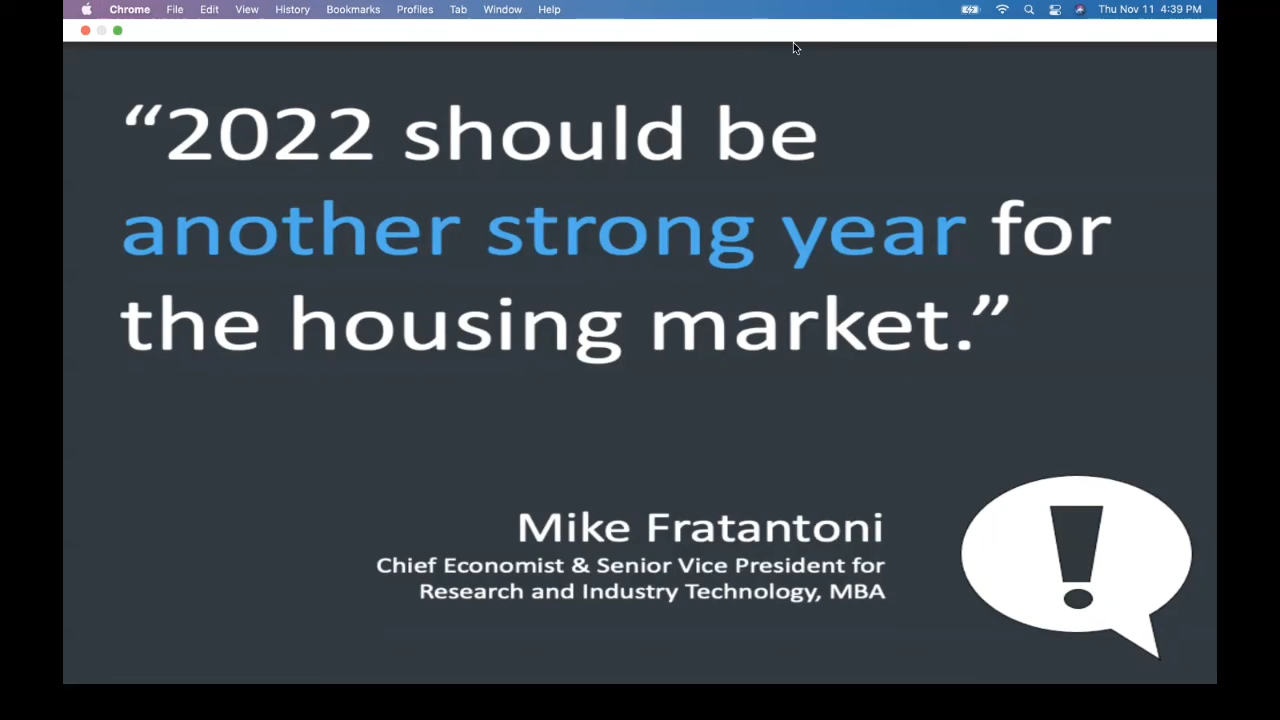 Chrome File Edit View History Bookmarks Profiles Tab Window Help Thu Nov 11 4:39 PM
“2022 should be
another strong year for
the housing market.”
Mike Fratantoni
Chief Economist & Senior Vice President for
Research and Industry Technology, MBA
!